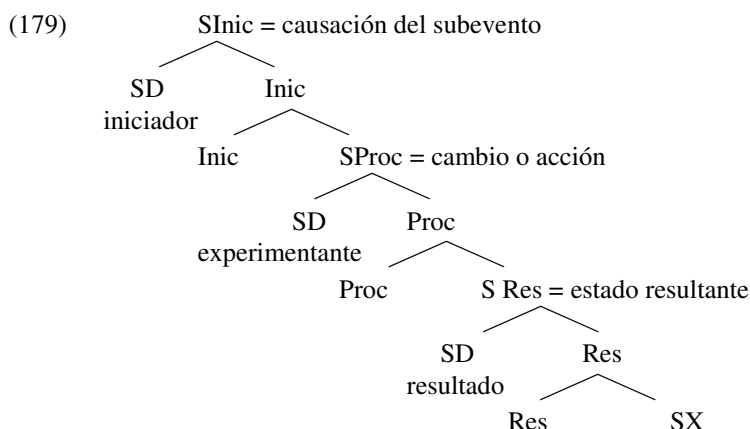 (179) SInic = causación del subevento
SD Inic
iniciador
Inic SProc = cambio o acción
SD Proc
experimentante
Proc S Res = estado resultante
SD Res
resultado
Res SX